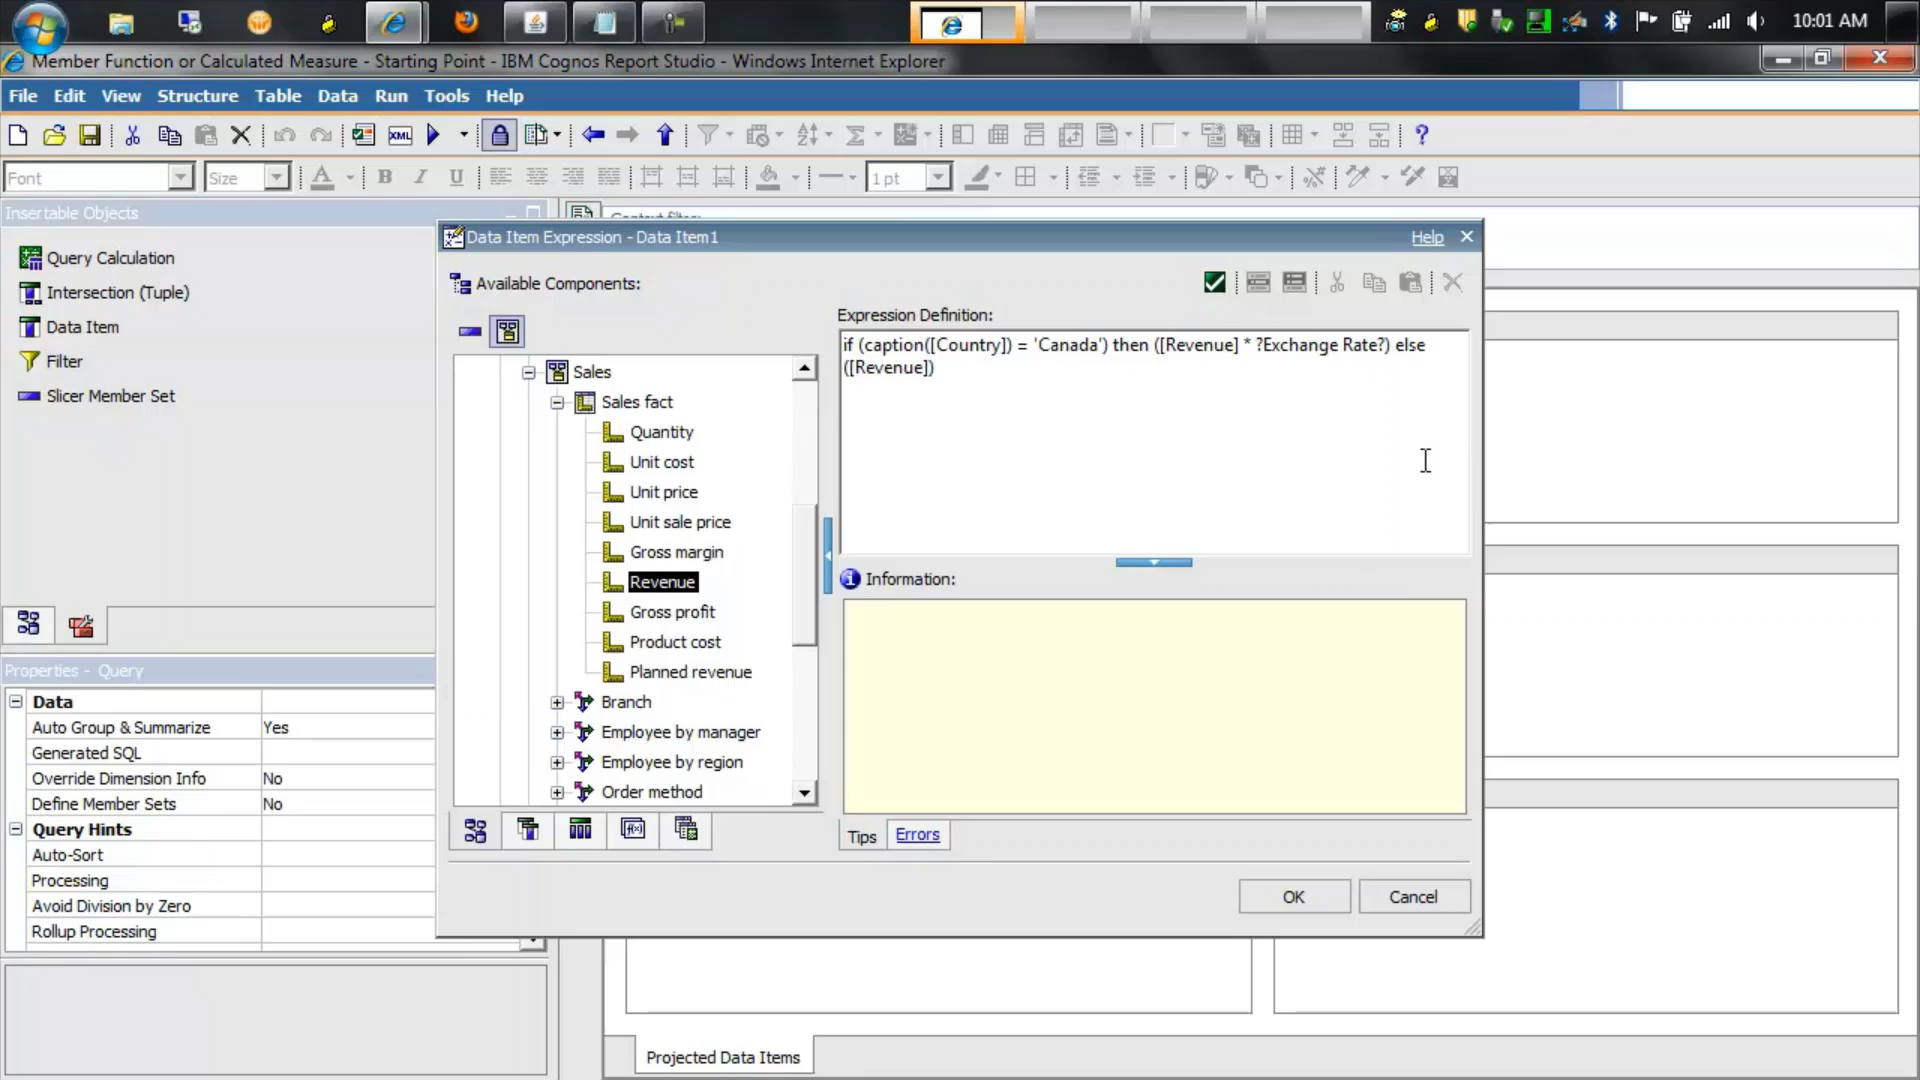 10:01 AM
Member Function or Calculated Measure - Starting Point - IBM Cognos Report Studio - Windows Internet Explorer
File Edit View Structure Table Data Run Tools Help
XML
Font Size A B I U 1 pt
Insertable Objects
Query Calculation
Intersection (Tuple)
Data Item
Filter
Slicer Member Set
Properties - Query
Data
Auto Group & Summarize Yes
Generated SQL
Override Dimension Info No
Define Member Sets No
Query Hints
Auto-Sort
Processing
Avoid Division by Zero
Rollup Processing
Data Item Expression - Data Item1 Help
Available Components:
Sales
Sales fact
Quantity
Unit cost
Unit price
Unit sale price
Gross margin
Revenue
Gross profit
Product cost
Planned revenue
Branch
Employee by manager
Employee by region
Order method
Expression Definition:
if (caption([Country]) = 'Canada') then ([Revenue] * ?Exchange Rate?) else
([Revenue])
Information:
Tips Errors
OK Cancel
Projected Data Items